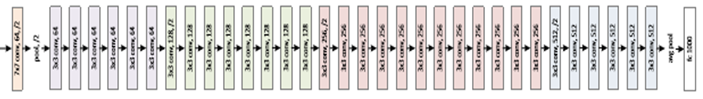 7x7 conv, 64, /2
pool, /2
3x3 conv, 64
3x3 conv, 64
3x3 conv, 64
3x3 conv, 64
3x3 conv, 64
3x3 conv, 64
3x3 conv, 128, /2
3x3 conv, 128
3x3 conv, 128
3x3 conv, 128
3x3 conv, 128
3x3 conv, 128
3x3 conv, 128
3x3 conv, 128
3x3 conv, 256, /2
3x3 conv, 256
3x3 conv, 256
3x3 conv, 256
3x3 conv, 256
3x3 conv, 256
3x3 conv, 256
3x3 conv, 256
3x3 conv, 256
3x3 conv, 256
3x3 conv, 256
3x3 conv, 256
3x3 conv, 512, /2
3x3 conv, 512
3x3 conv, 512
3x3 conv, 512
3x3 conv, 512
3x3 conv, 512
avg pool
fc 1000